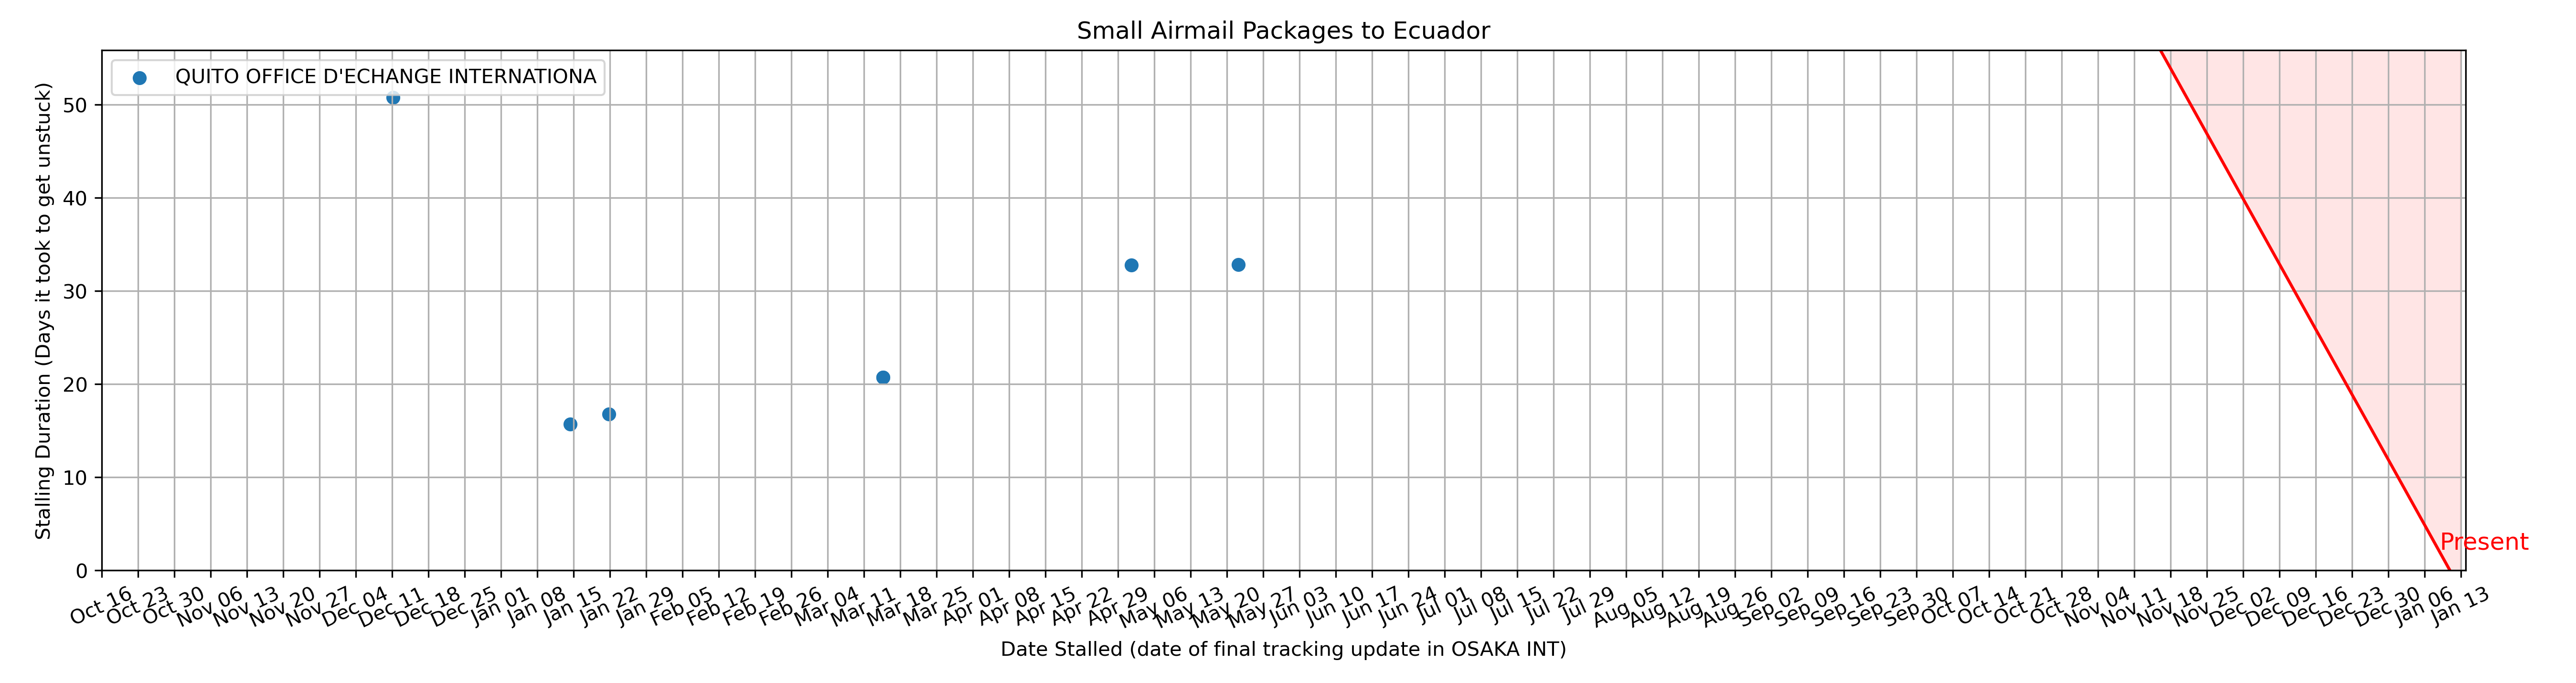 Small Airmail Packages to Ecuador
QUITO OFFICE D'ECHANGE INTERNATIONA
Stalling Duration (Days it took to get unstuck)
50
40
30
20
10
0
Present
Oct 16
Oct 23
Oct 30
Nov 06
Nov 13
Nov 20
Nov 27
Dec 04
Dec 11
Dec 18
Dec 25
Jan 01
Jan 08
Jan 15
Jan 22
Jan 29
Feb 05
Feb 12
Feb 19
Feb 26
Mar 04
Mar 11
Mar 18
Mar 25
Apr 01
Apr 08
Apr 15
Apr 22
Apr 29
May 06
May 13
May 20
May 27
Jun 03
Jun 10
Jun 17
Jun 24
Jul 01
Jul 08
Jul 15
Jul 22
Jul 29
Aug 05
Aug 12
Aug 19
Aug 26
Sep 02
Sep 09
Sep 16
Sep 23
Sep 30
Oct 07
Oct 14
Oct 21
Oct 28
Nov 04
Nov 11
Nov 18
Nov 25
Dec 02
Dec 09
Dec 16
Dec 23
Dec 30
Jan 06
Jan 13
Date Stalled (date of final tracking update in OSAKA INT)